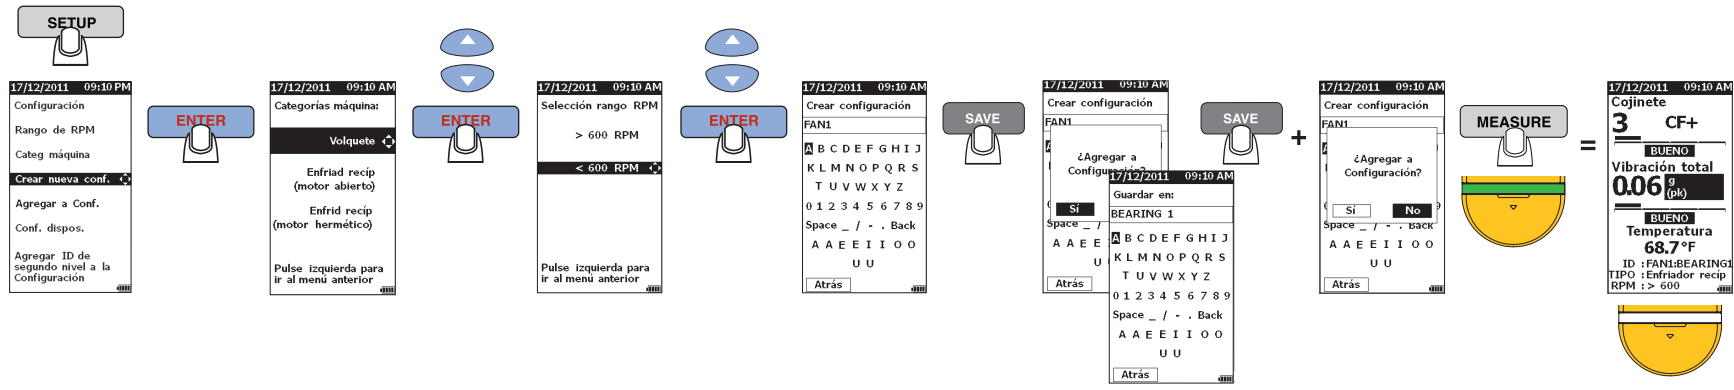 SETUP
17/12/2011 09:10 PM
Configuración
Rango de RPM
Categ máquina
Crear nueva conf.
Agregar a Conf.
Conf. dispos.
Agregar ID de
segundo nivel a la
Configuración
ENTER
17/12/2011 09:10 AM
Categorías máquina:
Volquete
Enfriad recíp
(motor abierto)
Enfrid recíp
(motor hermético)
Pulse izquierda para
ir al menú anterior
ENTER
17/12/2011 09:10 AM
Selección rango RPM
> 600 RPM
< 600 RPM
Pulse izquierda para
ir al menú anterior
ENTER
17/12/2011 09:10 AM
Crear configuración
FAN1
A B C D E F G H I J
K L M N O P Q R S
T U V W X Y Z
0 1 2 3 4 5 6 7 8 9
Space _ / - . Back
A A E E I I O O
U U
Atrás
SAVE
17/12/2011 09:10 AM
Crear configuración
FAN1
¿Agregar a
Configuración?
Sí
Space _ /
A A E E
U
Atrás
17/12/2011 09:10 AM
Guardar en:
BEARING 1
A B C D E F G H I J
K L M N O P Q R S
T U V W X Y Z
0 1 2 3 4 5 6 7 8 9
Space _ / - . Back
A A E E I I O O
U U
Atrás
SAVE
+
17/12/2011 09:10 AM
Crear configuración
FAN1
¿Agregar a
Configuración?
Sí No
Space _ / - . Back
A A E E I I O O
U U
Atrás
MEASURE
=
17/12/2011 09:10 AM
Cojinete
3 CF+
BUENO
Vibración total
0.06 g
(pk)
BUENO
Temperatura
68.7°F
ID :FAN1:BEARING1
TIPO :Enfriador recíp
RPM :> 600